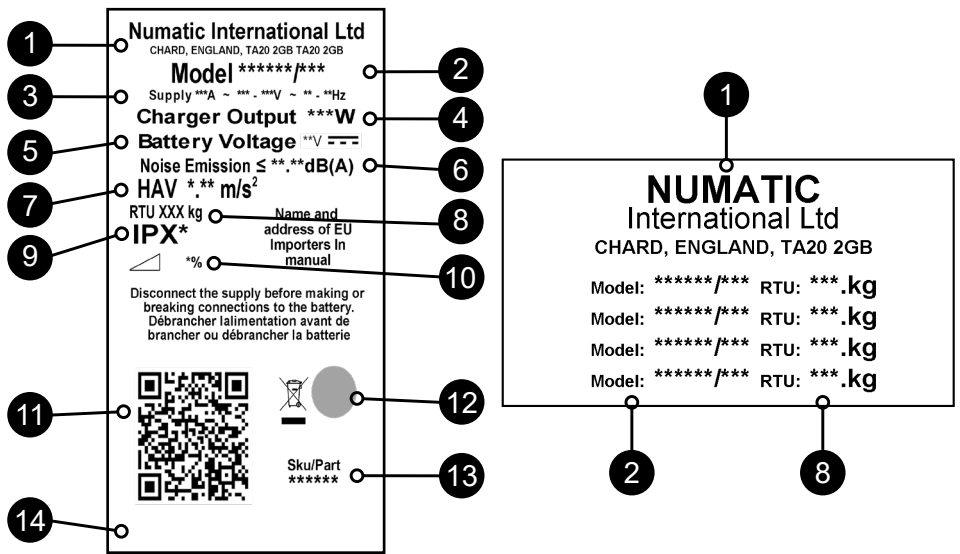 Numatic International Ltd
CHARD, ENGLAND, TA20 2GB TA20 2GB
Model ******/***
Supply ***A ~ *** - ***V ~ ** - **Hz
Charger Output ***W
Battery Voltage **V
Noise Emission ≤ **.**dB(A)
HAV *.** m/s²
RTU XXX kg
IPX*
*%
Name and
address of EU
Importers In
manual
Disconnect the supply before making or
breaking connections to the battery.
Débrancher lalimentation avant de
brancher ou débrancher la batterie
Sku/Part
******
1
2
3
4
5
6
7
8
9
10
11
12
13
14
1
NUMATIC
International Ltd
CHARD, ENGLAND, TA20 2GB
Model: ******/*** RTU: ***.kg
Model: ******/*** RTU: ***.kg
Model: ******/*** RTU: ***.kg
Model: ******/*** RTU: ***.kg
2
8